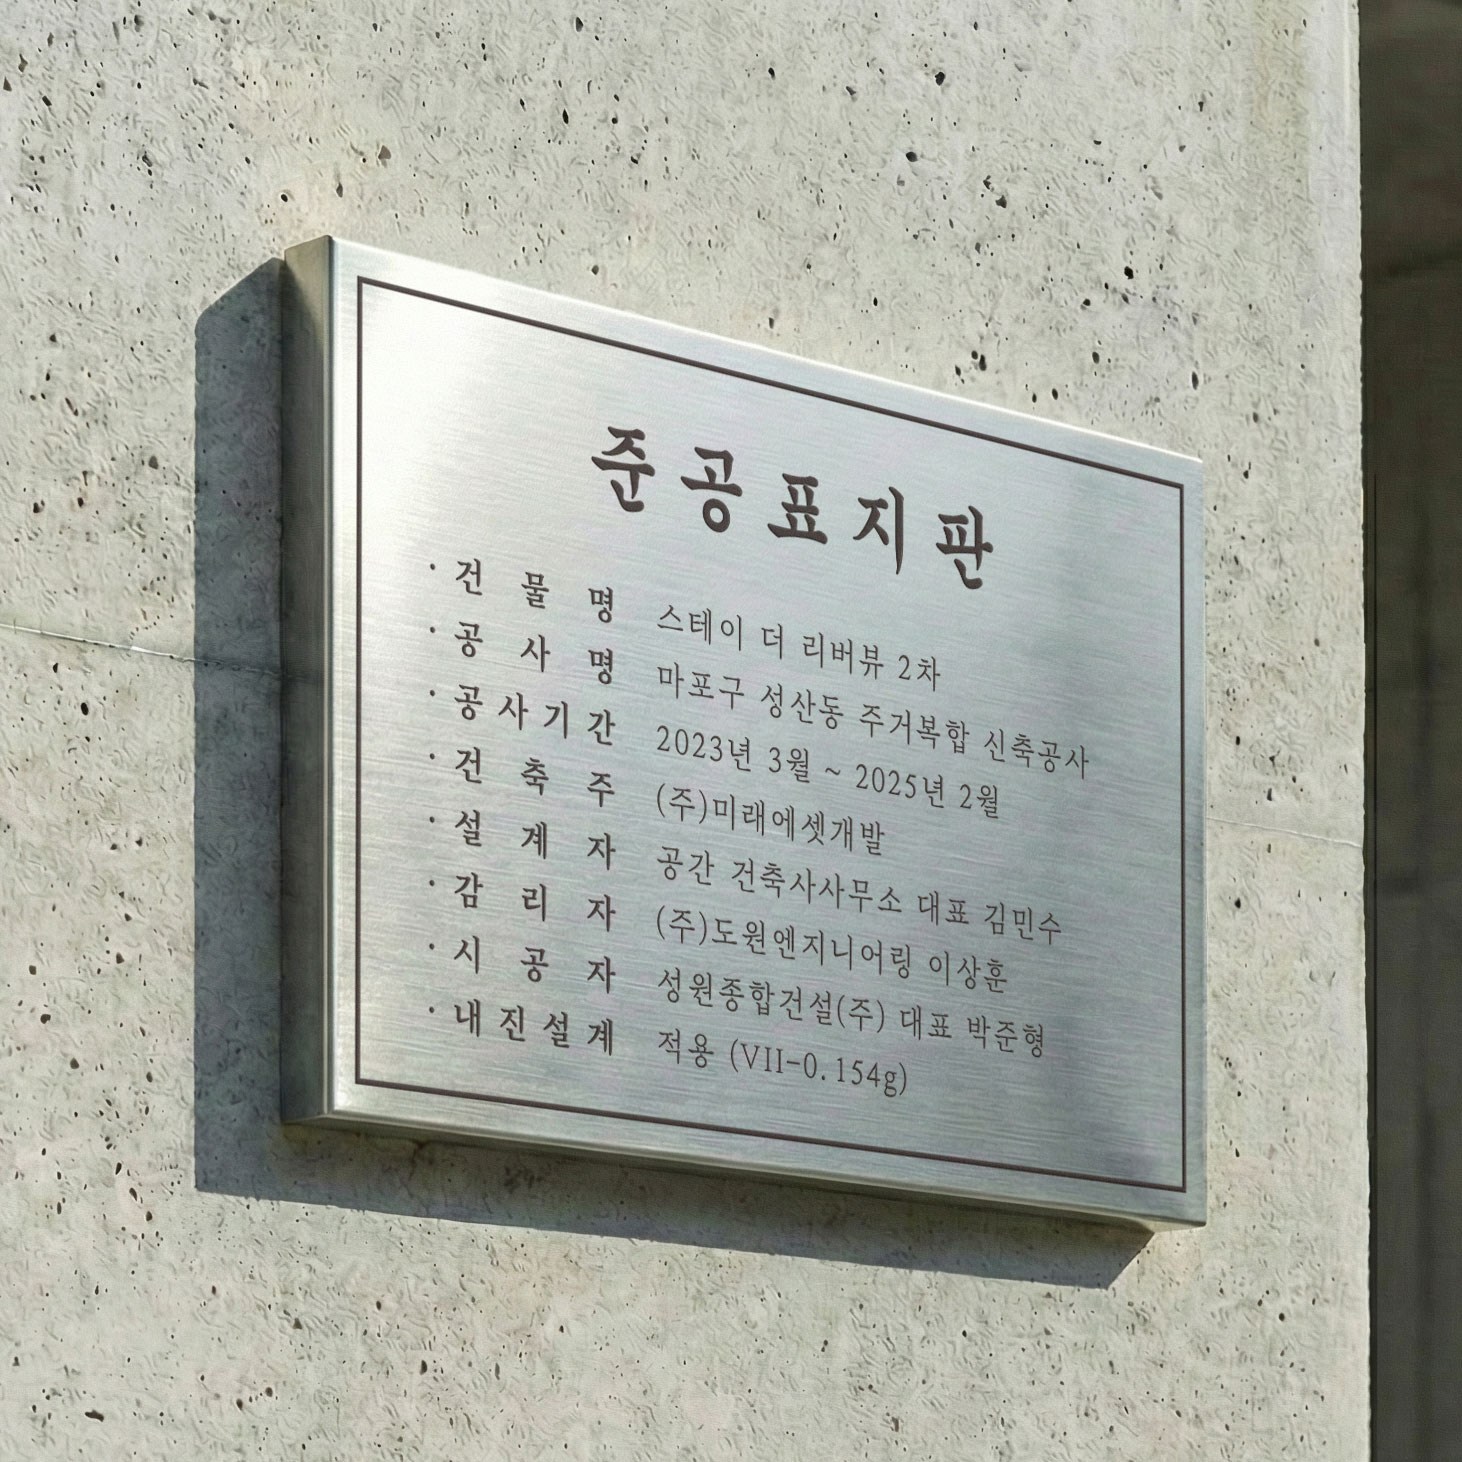 준공표지판
· 건물명 스테이 더 리버뷰 2차
· 공사명 마포구 성산동 주거복합 신축공사
· 공사기간 2023년 3월 ~ 2025년 2월
· 건축주 (주)미래에셋개발
· 설계자 공간 건축사사무소 대표 김민수
· 감리자 (주)도원엔지니어링 이상훈
· 시공자 성원종합건설(주) 대표 박준형
· 내진설계 적용 (VII-0.154g)